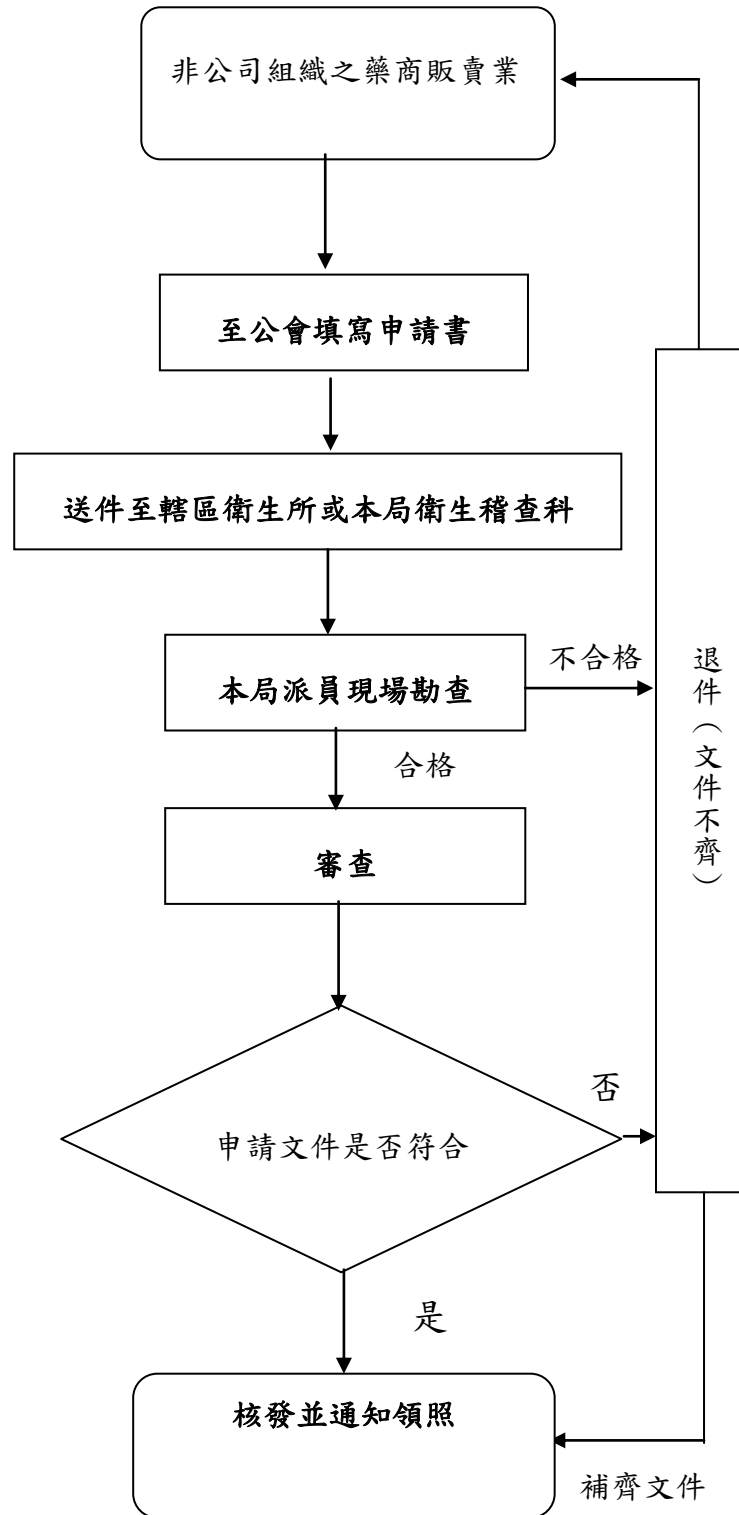 非公司組織之藥商販賣業
至公會填寫申請書
送件至轄區衛生所或本局衛生稽查科
本局派員現場勘查
不合格
合格
退件（文件不齊）
審查
申請文件是否符合
否
是
核發並通知領照
補齊文件